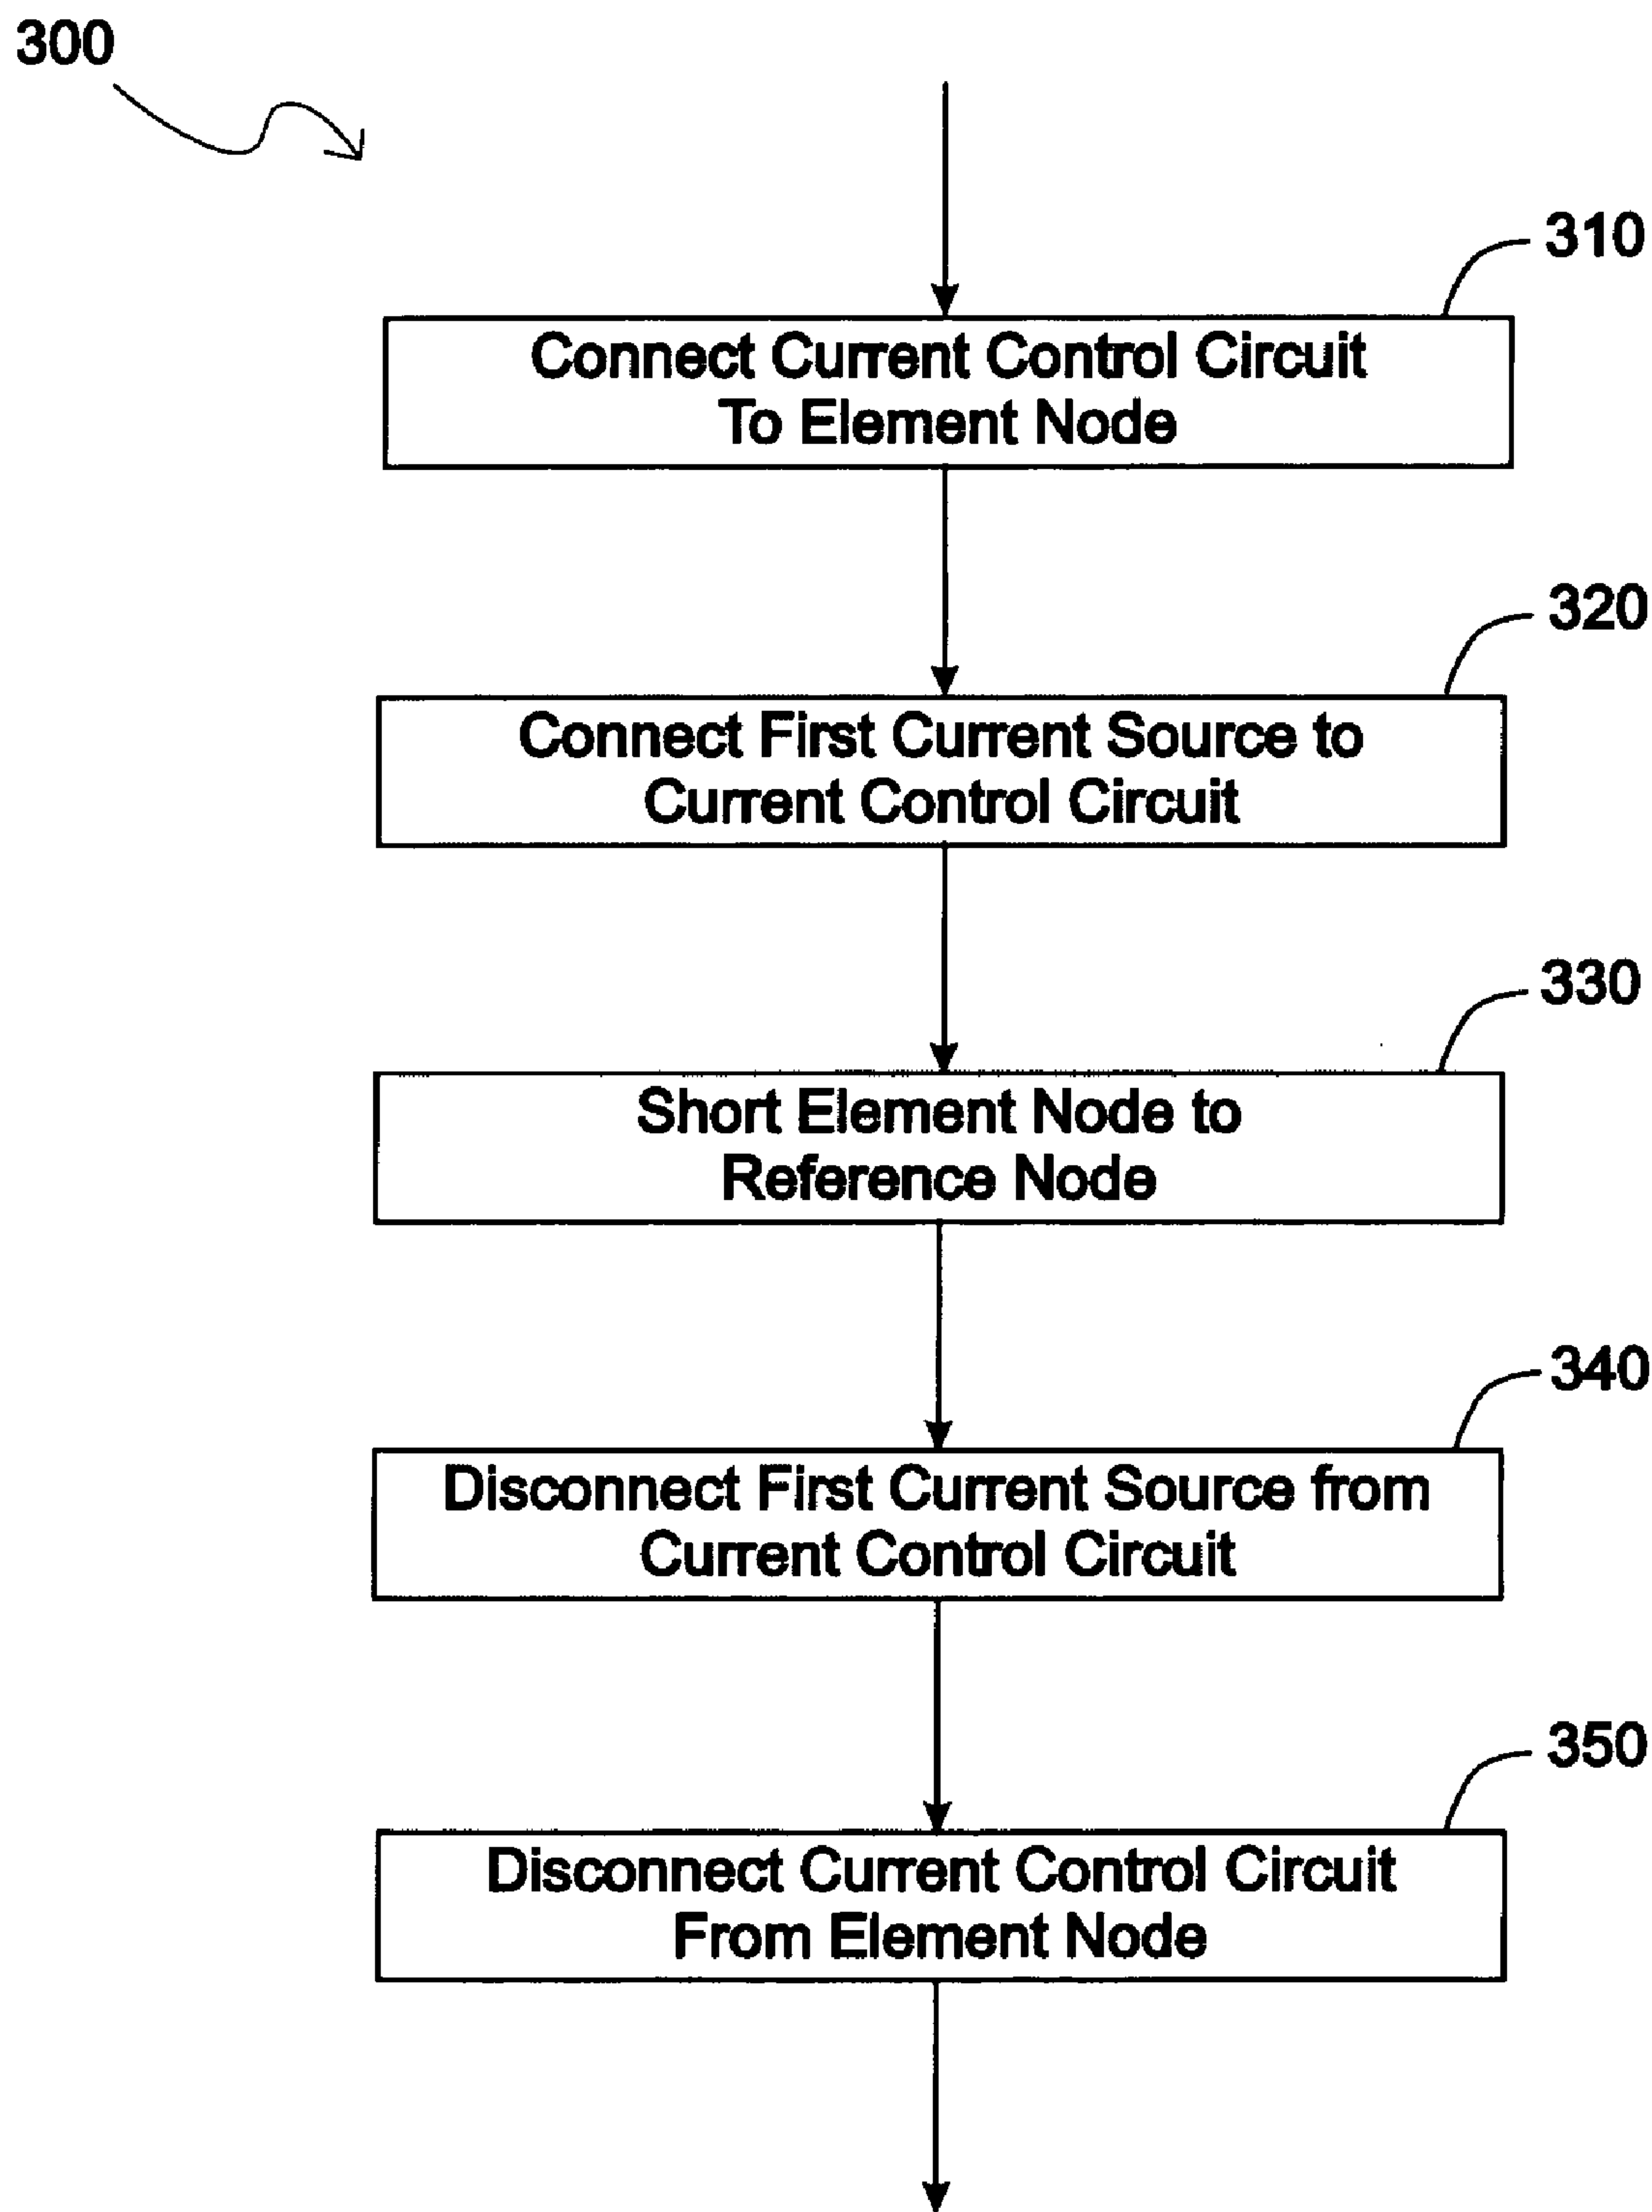 300
310
Connect Current Control Circuit
To Element Node
320
Connect First Current Source to
Current Control Circuit
330
Short Element Node to
Reference Node
340
Disconnect First Current Source from
Current Control Circuit
350
Disconnect Current Control Circuit
From Element Node